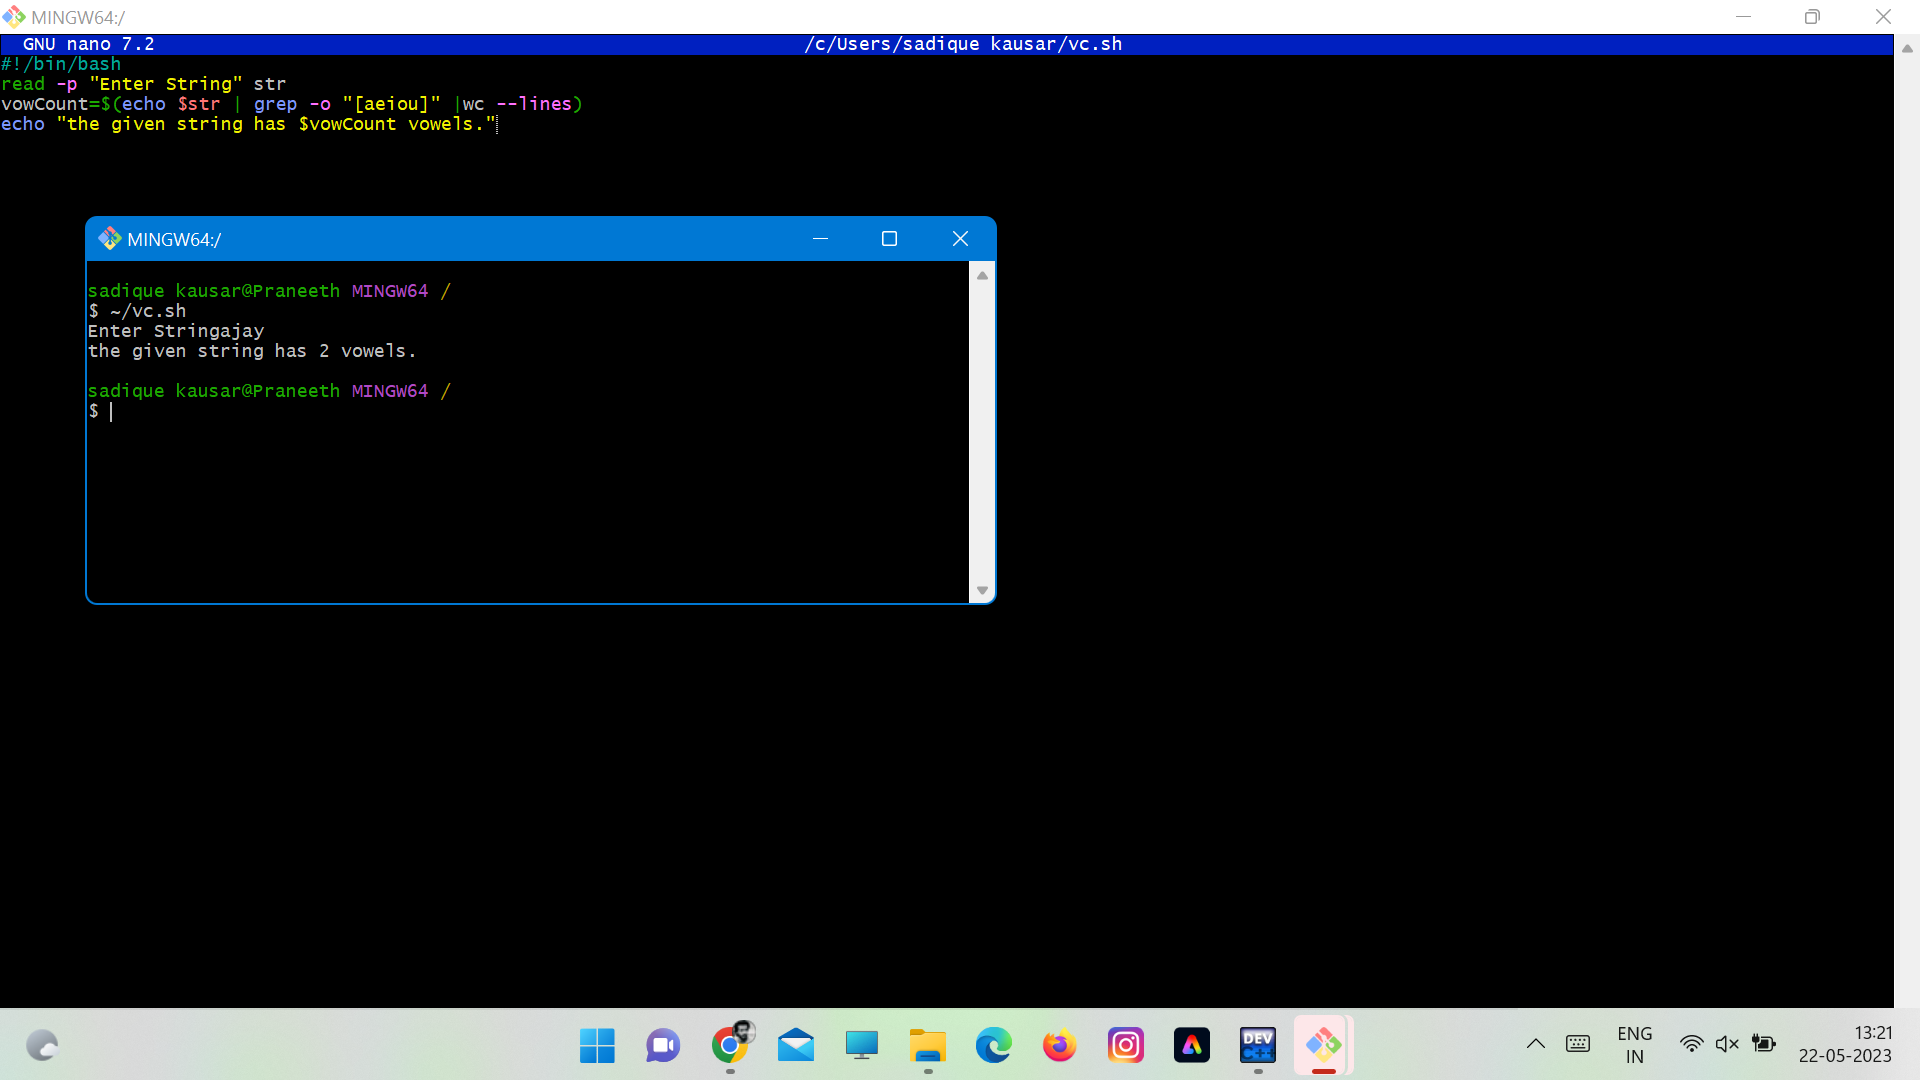 MINGW64:/
GNU nano 7.2 /c/Users/sadique kausar/vc.sh
#!/bin/bash
read -p "Enter String" str
vowCount=$(echo $str | grep -o "[aeiou]" |wc --lines)
echo "the given string has $vowCount vowels."
MINGW64:/
sadique kausar@Praneeth MINGW64 /
$ ~/vc.sh
Enter Stringajay
the given string has 2 vowels.
sadique kausar@Praneeth MINGW64 /
$
DEV
C++
ENG
IN
13:21
22-05-2023